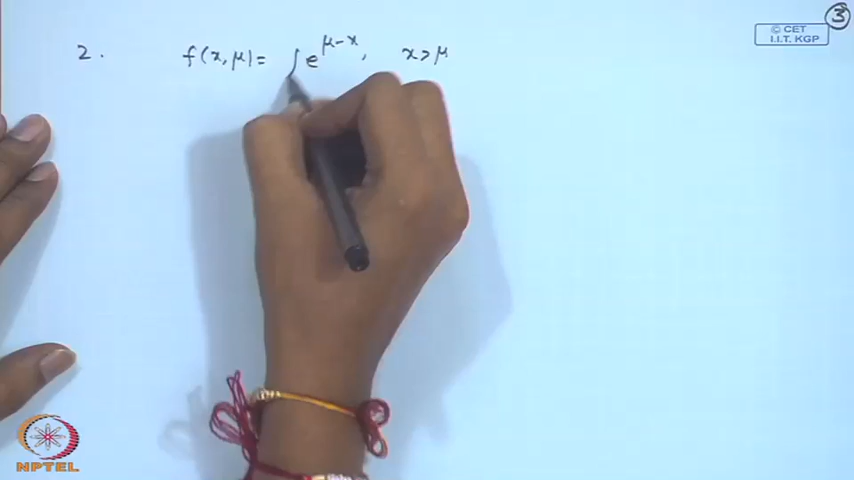 © CET
I.I.T. KGP
3
2. f(x,μ) = { e^{μ-x}, x>μ
NPTEL